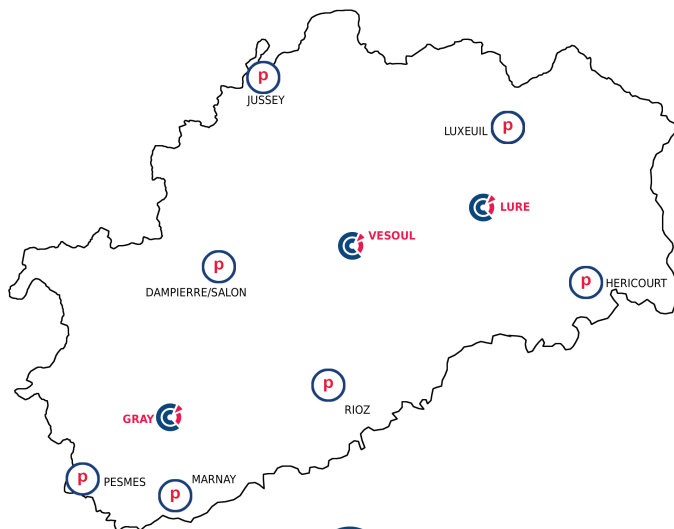 p
JUSSEY
LUXEUIL p
LURE
VESOUL
p
DAMPIERRE/SALON
p HERICOURT
p
RIOZ
GRAY
p PESMES
MARNAY
p